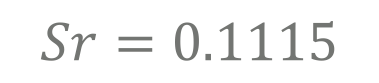 Sr = 0.1115